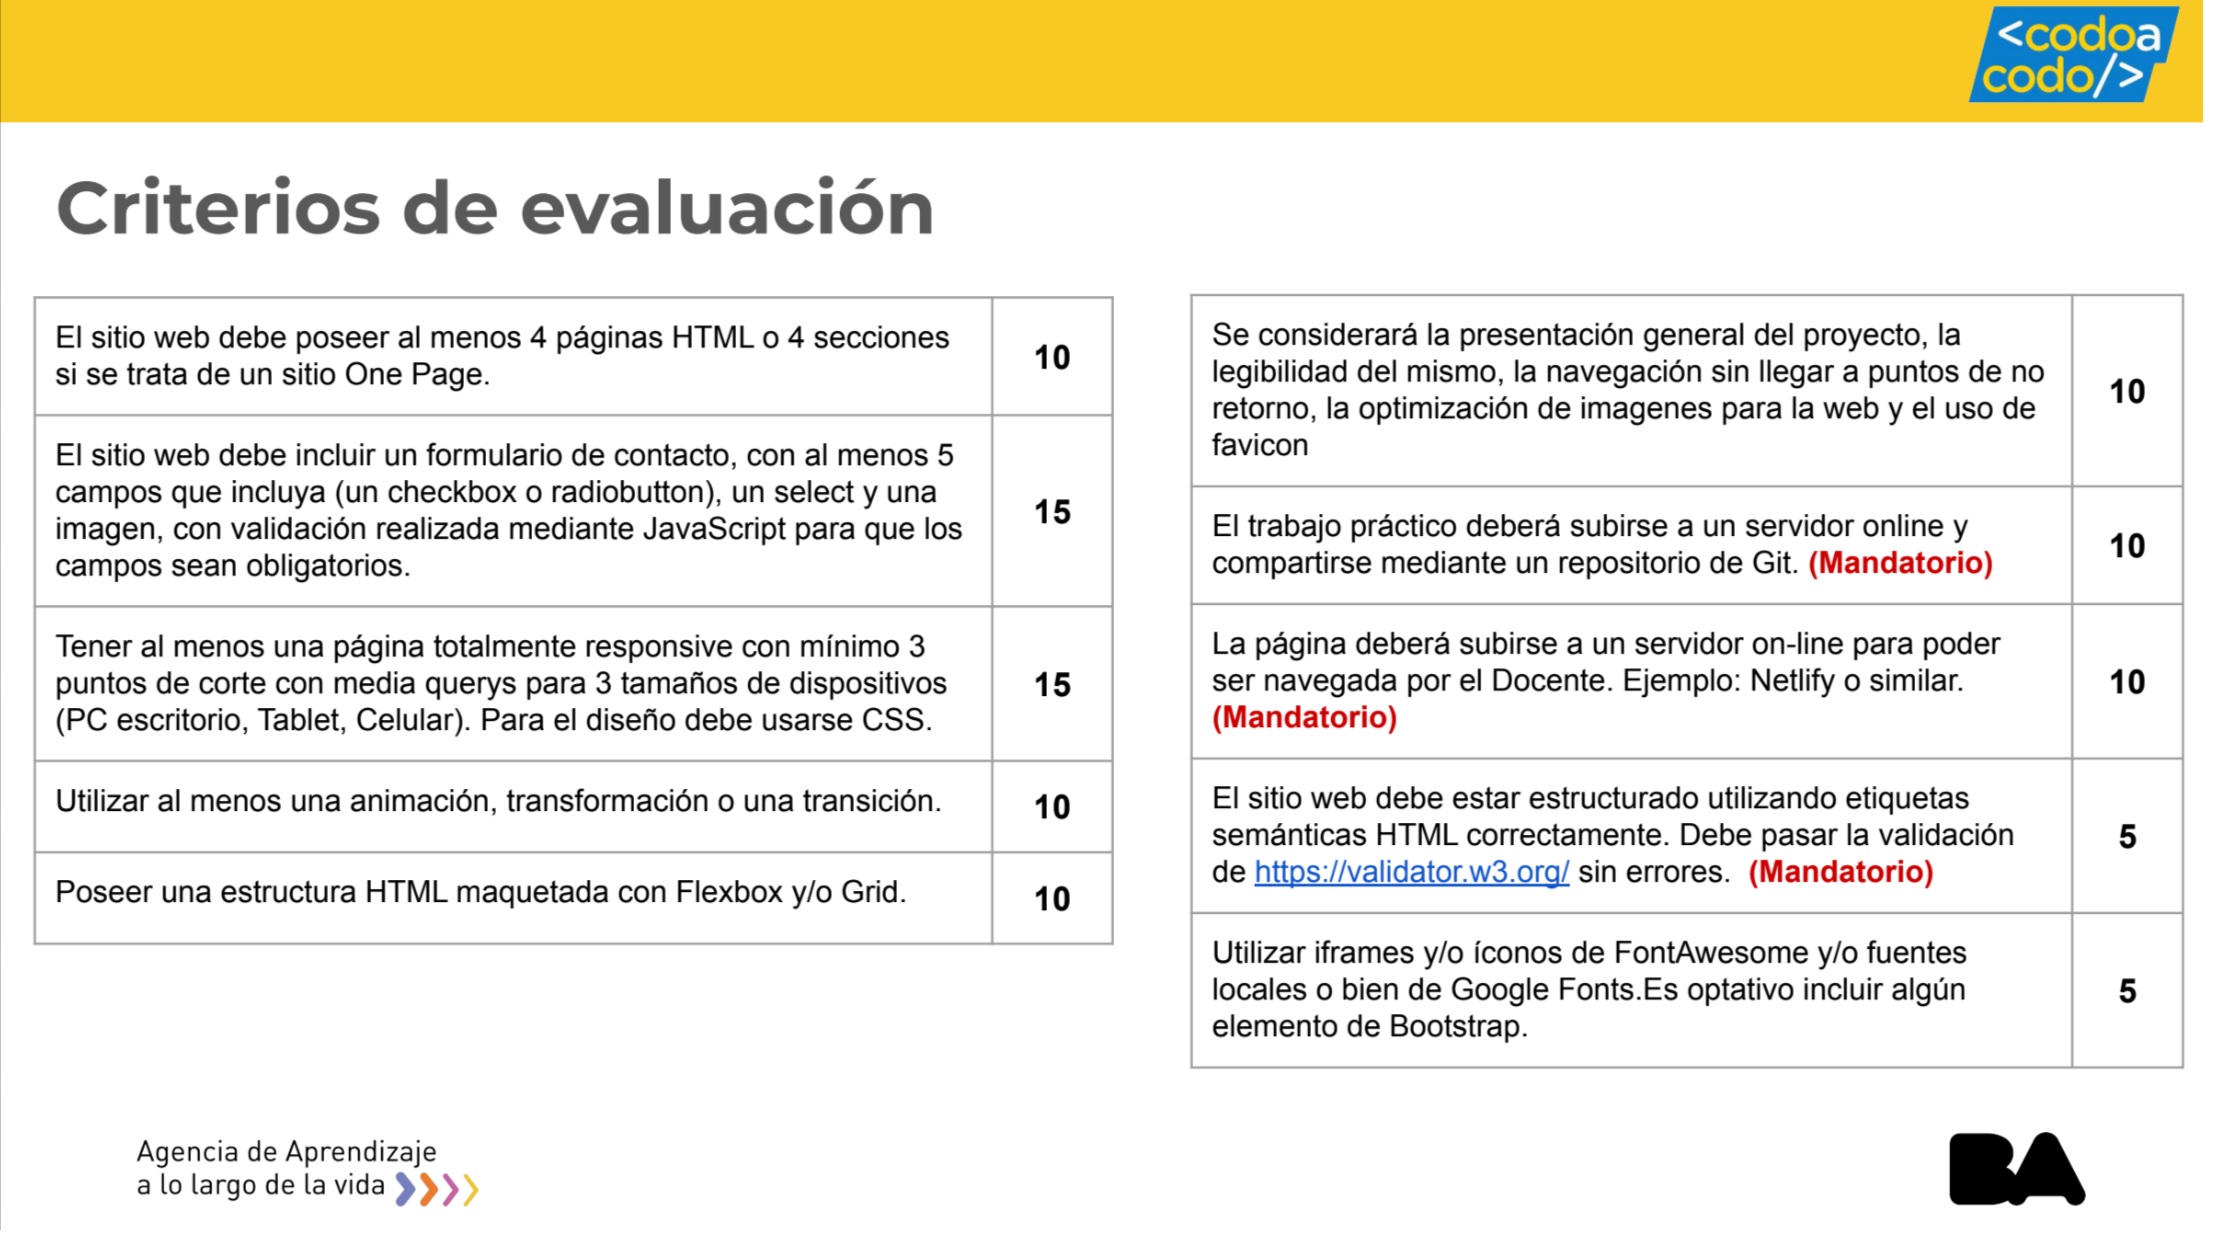 <codoa
codo/>
Criterios de evaluación
El sitio web debe poseer al menos 4 páginas HTML o 4 secciones
si se trata de un sitio One Page.
10
El sitio web debe incluir un formulario de contacto, con al menos 5
campos que incluya (un checkbox o radiobutton), un select y una
imagen, con validación realizada mediante JavaScript para que los
campos sean obligatorios.
15
Tener al menos una página totalmente responsive con mínimo 3
puntos de corte con media querys para 3 tamaños de dispositivos
(PC escritorio, Tablet, Celular). Para el diseño debe usarse CSS.
15
Utilizar al menos una animación, transformación o una transición.
10
Poseer una estructura HTML maquetada con Flexbox y/o Grid.
10
Se considerará la presentación general del proyecto, la
legibilidad del mismo, la navegación sin llegar a puntos de no
retorno, la optimización de imagenes para la web y el uso de
favicon
10
El trabajo práctico deberá subirse a un servidor online y
compartirse mediante un repositorio de Git. (Mandatorio)
10
La página deberá subirse a un servidor on-line para poder
ser navegada por el Docente. Ejemplo: Netlify o similar.
(Mandatorio)
10
El sitio web debe estar estructurado utilizando etiquetas
semánticas HTML correctamente. Debe pasar la validación
de https://validator.w3.org/ sin errores. (Mandatorio)
5
Utilizar iframes y/o íconos de FontAwesome y/o fuentes
locales o bien de Google Fonts.Es optativo incluir algún
elemento de Bootstrap.
5
Agencia de Aprendizaje
a lo largo de la vida
BA